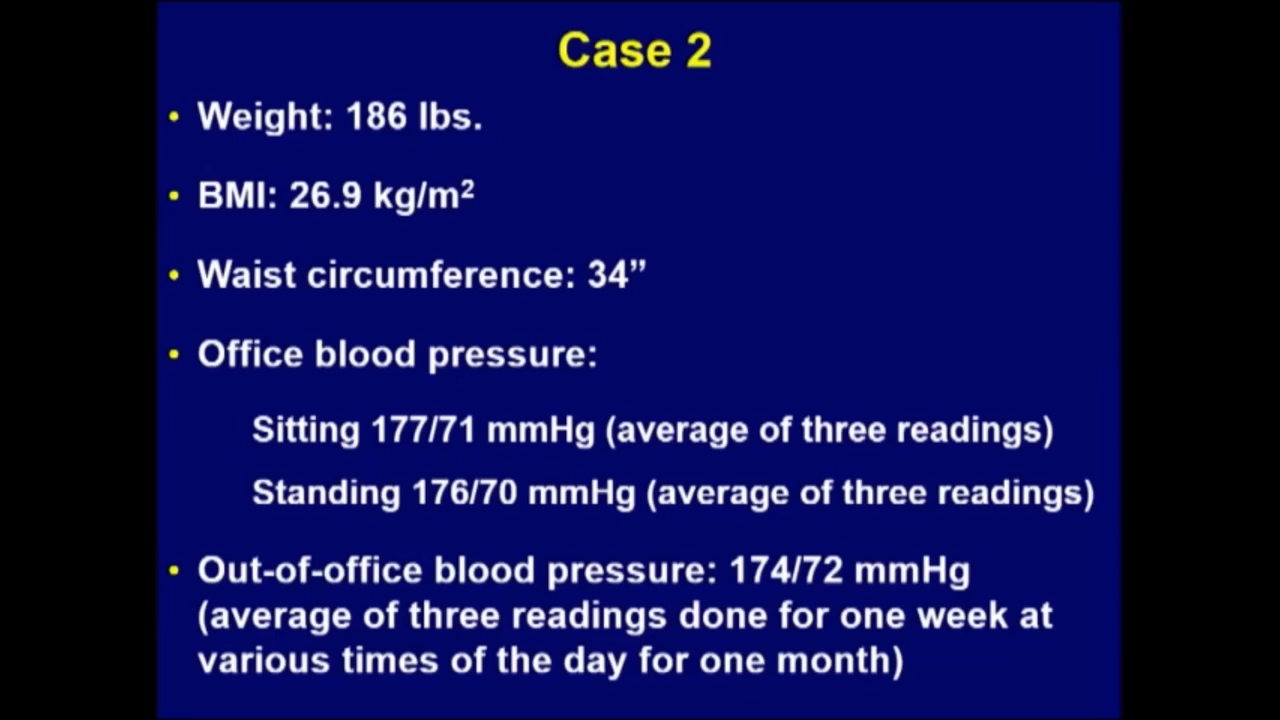 Case 2
• Weight: 186 lbs.
• BMI: 26.9 kg/m²
• Waist circumference: 34”
• Office blood pressure:
Sitting 177/71 mmHg (average of three readings)
Standing 176/70 mmHg (average of three readings)
• Out-of-office blood pressure: 174/72 mmHg
(average of three readings done for one week at
various times of the day for one month)